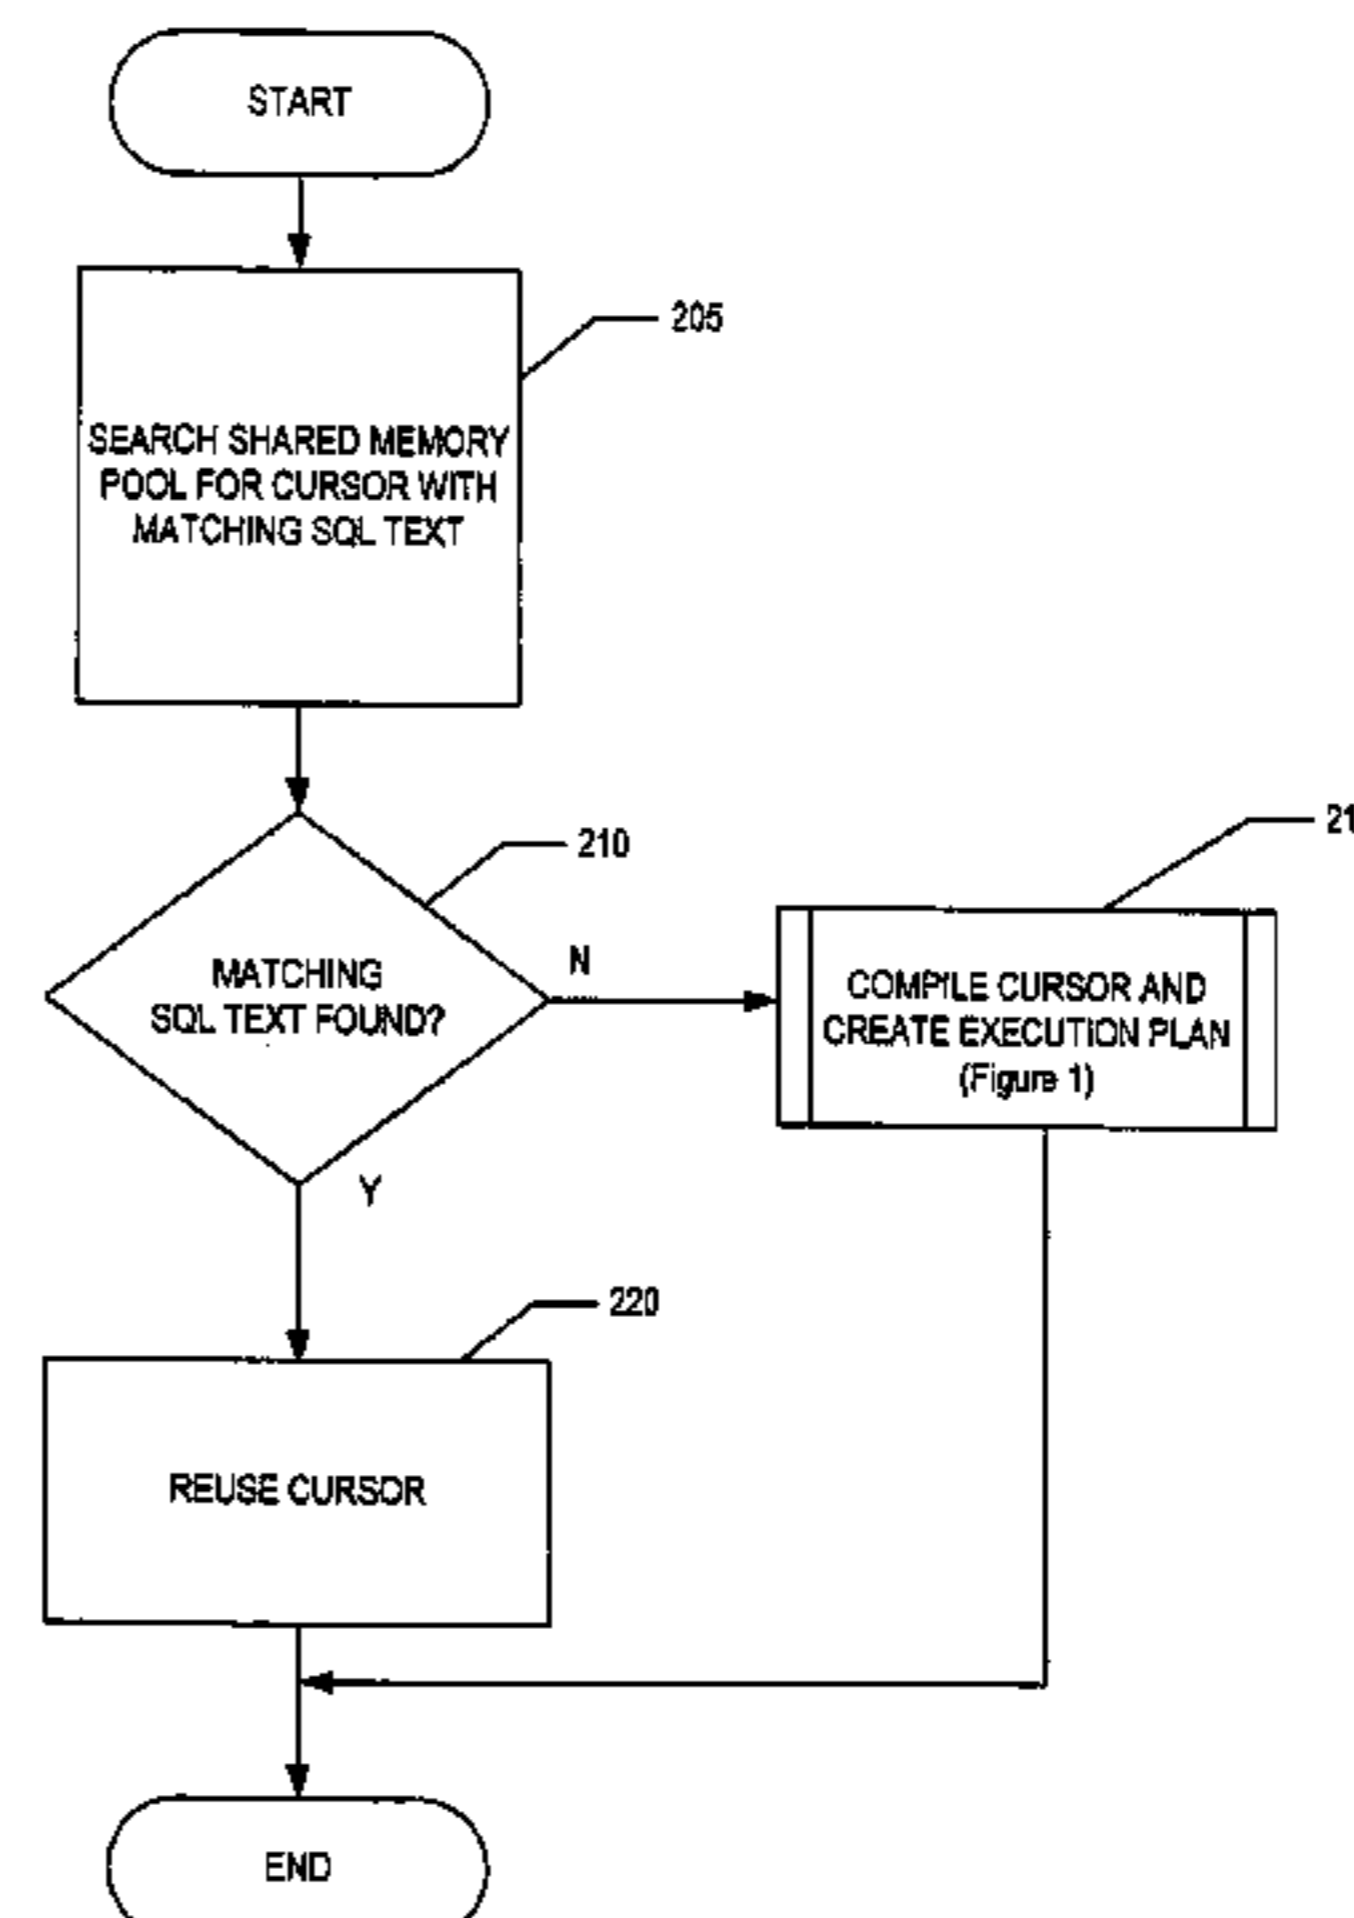 START
205
SEARCH SHARED MEMORY
POOL FOR CURSOR WITH
MATCHING SQL TEXT
210
21
MATCHING
SQL TEXT FOUND?
N
COMPILE CURSOR AND
CREATE EXECUTION PLAN
(Figure 1)
Y
220
REUSE CURSOR
END